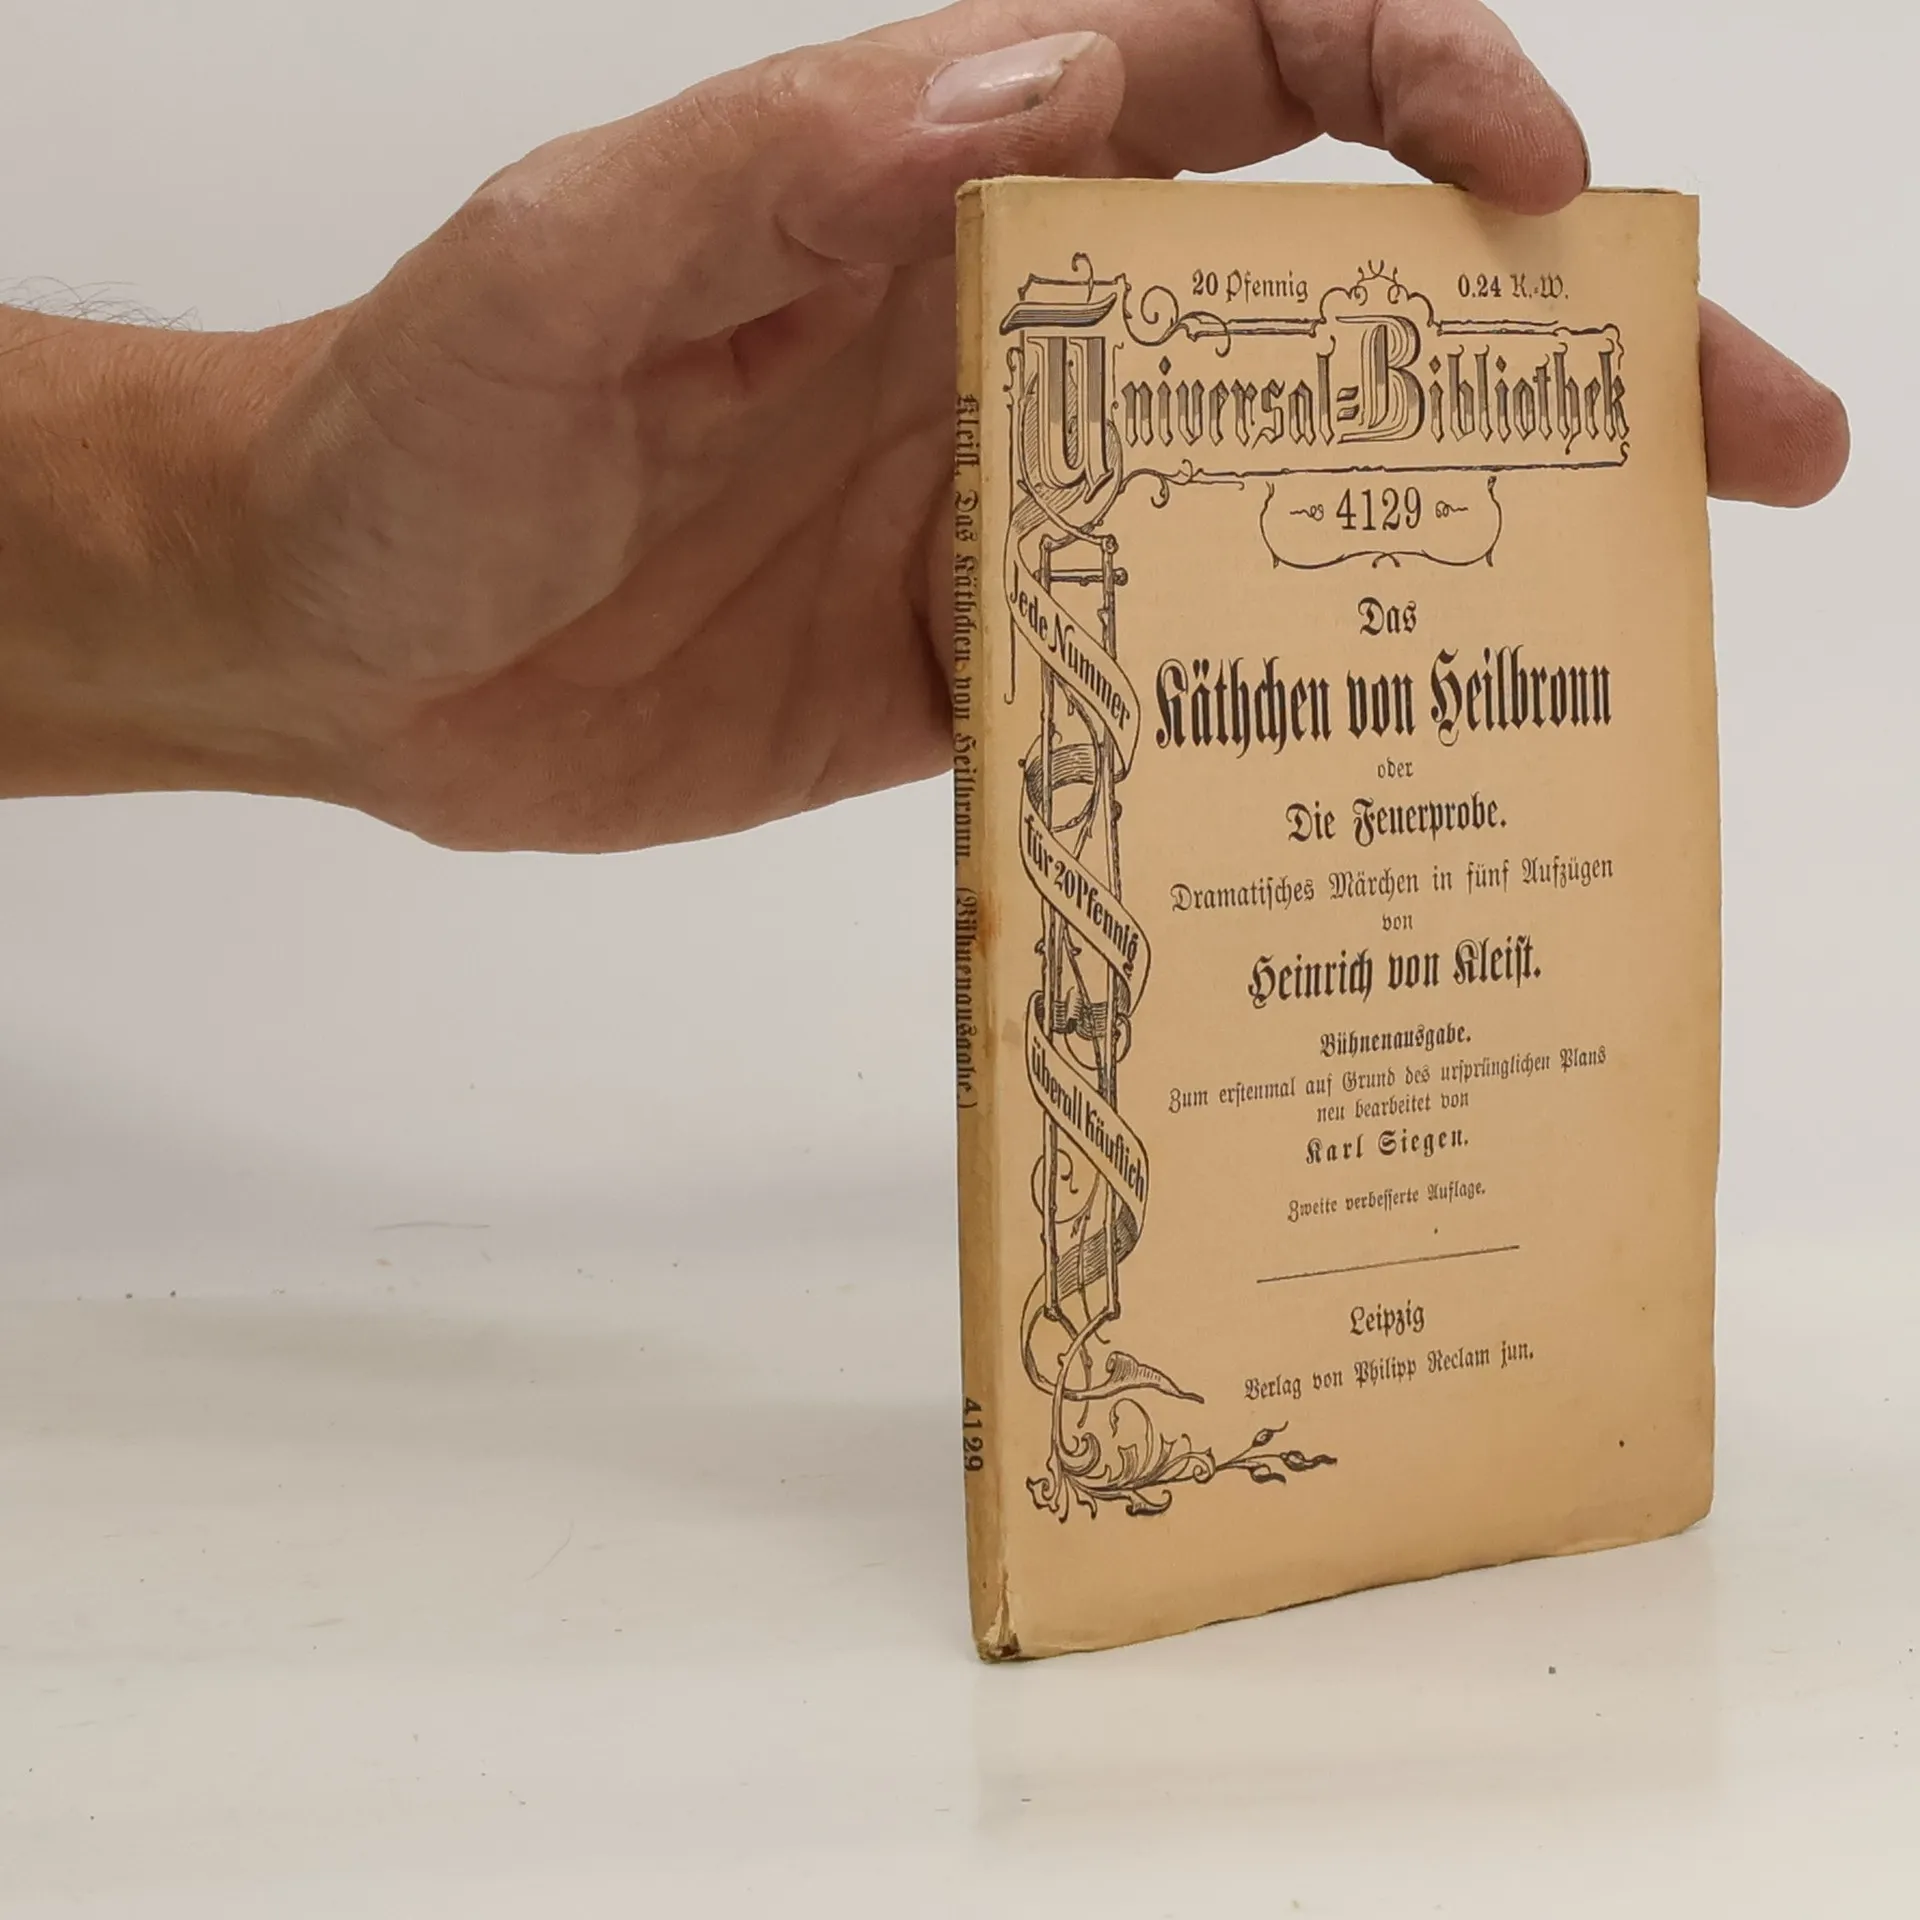 20 Pfennig 0.24 K.-W.
Universal-Bibliothek
4129
Jede Nummer
für 20 Pfennig
überall käuflich
Das
Käthchen von Heilbronn
oder
Die Feuerprobe.
Dramatisches Märchen in fünf Aufzügen
von
Heinrich von Kleist.
Bühnenausgabe.
Zum erstenmal auf Grund des ursprünglichen Plans
neu bearbeitet von
Karl Siegen.
Zweite verbesserte Auflage.
Leipzig
Verlag von Philipp Reclam jun.
Kleist, Das Käthchen von Heilbronn. (Bühnenausgabe.) 4129